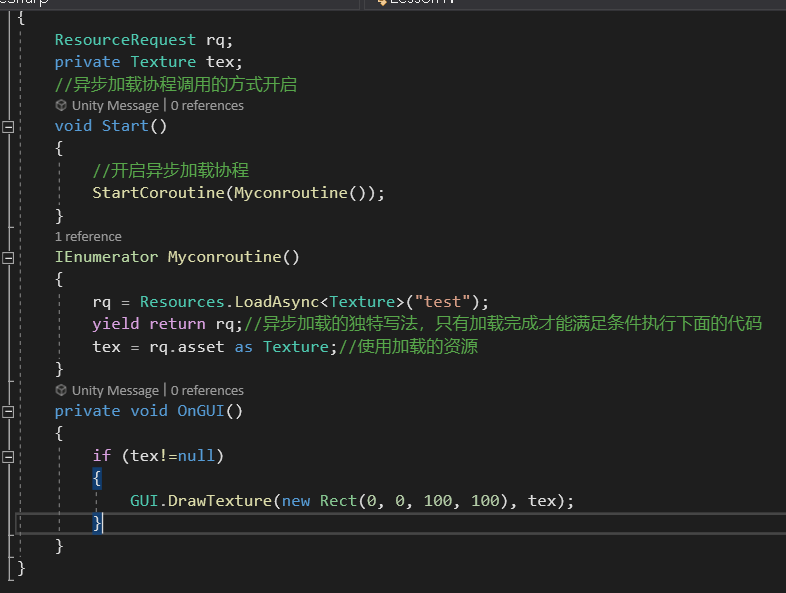 {
ResourceRequest rq;
private Texture tex;
//异步加载协程调用的方式开启
Unity Message | 0 references
void Start()
{
//开启异步加载协程
StartCoroutine(Myconroutine());
}
1 reference
IEnumerator Myconroutine()
{
rq = Resources.LoadAsync<Texture>("test");
yield return rq;//异步加载的独特写法，只有加载完成才能满足条件执行下面的代码
tex = rq.asset as Texture;//使用加载的资源
}
Unity Message | 0 references
private void OnGUI()
{
if (tex!=null)
{
GUI.DrawTexture(new Rect(0, 0, 100, 100), tex);
}
}
}